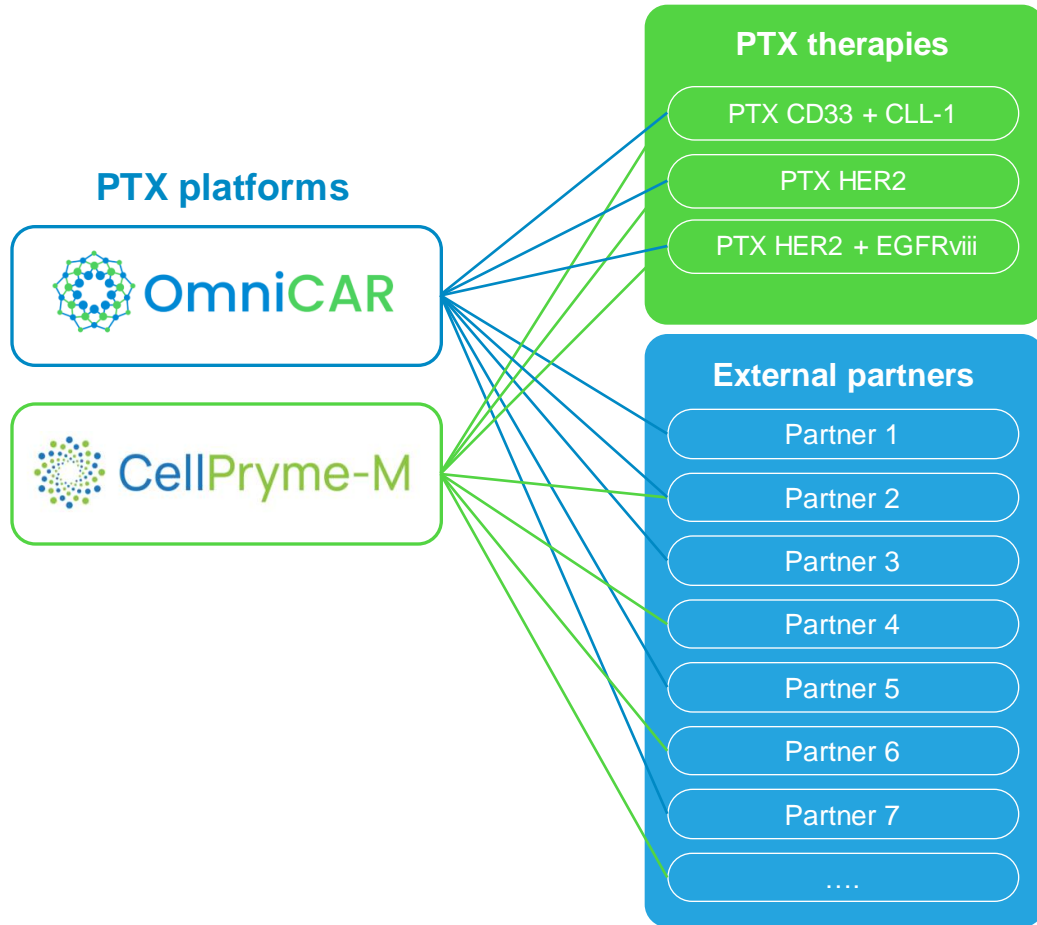 PTX platforms
OmniCAR
CellPryme-M
PTX therapies
PTX CD33 + CLL-1
PTX HER2
PTX HER2 + EGFRviii
External partners
Partner 1
Partner 2
Partner 3
Partner 4
Partner 5
Partner 6
Partner 7
....